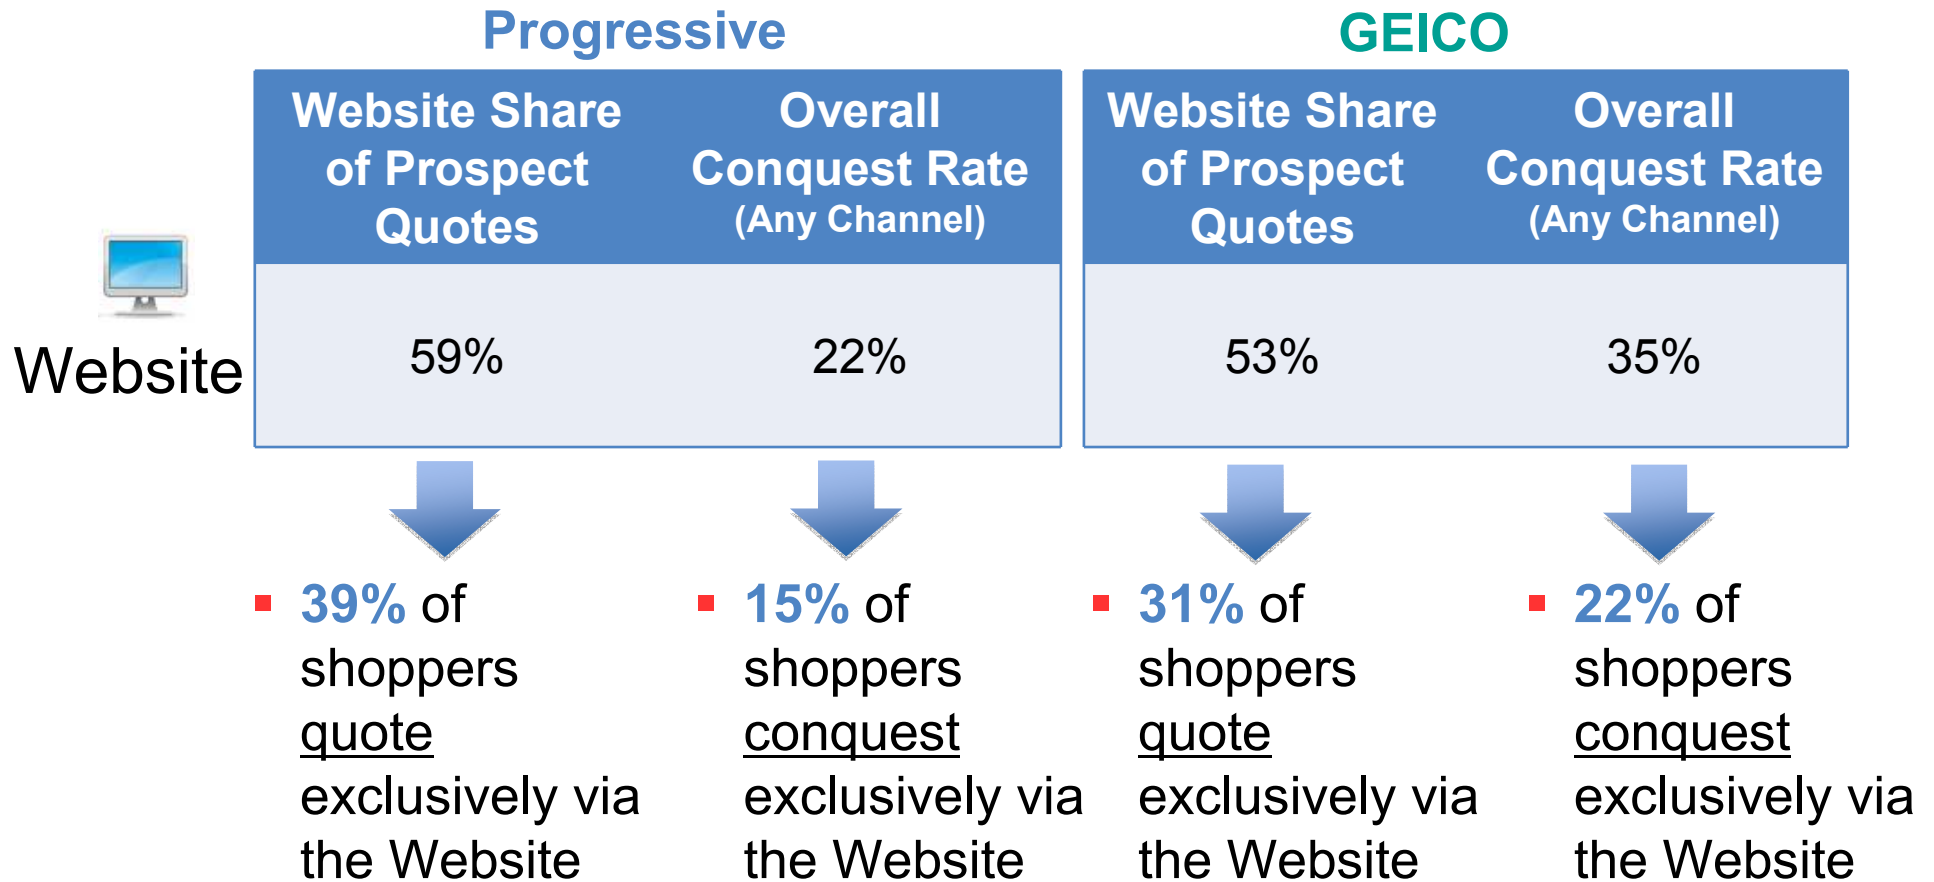 Progressive
GEICO
Website Share
of Prospect
Quotes
Overall
Conquest Rate
(Any Channel)
Website Share
of Prospect
Quotes
Overall
Conquest Rate
(Any Channel)
Website
59%
22%
53%
35%
▪ 39% of
shoppers
quote
exclusively via
the Website
▪ 15% of
shoppers
conquest
exclusively via
the Website
▪ 31% of
shoppers
quote
exclusively via
the Website
▪ 22% of
shoppers
conquest
exclusively via
the Website